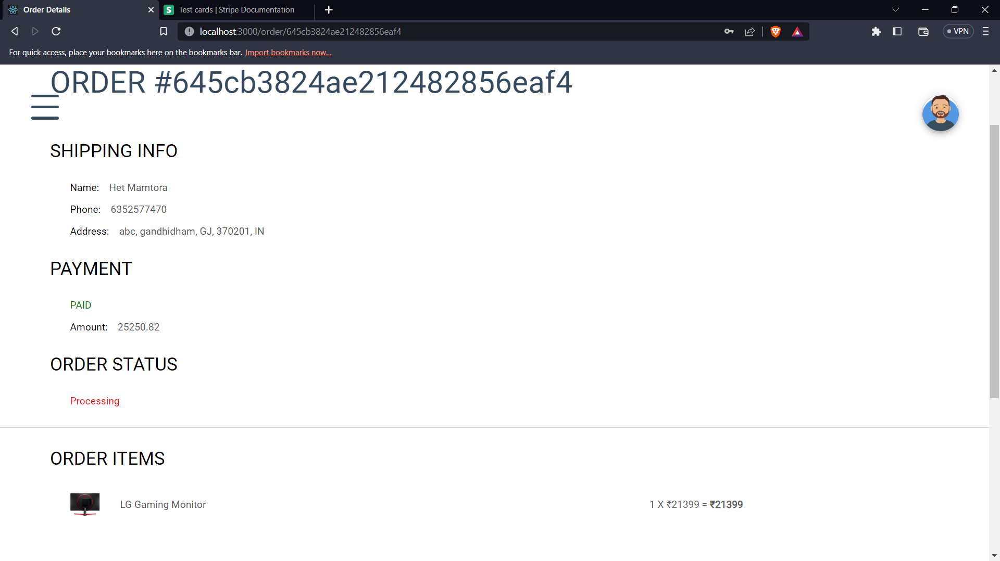 Order Details
Test cards | Stripe Documentation
localhost:3000/order/645cb3824ae212482856eaf4
VPN
For quick access, place your bookmarks here on the bookmarks bar. Import bookmarks now...
ORDER #645cb3824ae212482856eaf4
SHIPPING INFO
Name: Het Mamtora
Phone: 6352577470
Address: abc, gandhidham, GJ, 370201, IN
PAYMENT
PAID
Amount: 25250.82
ORDER STATUS
Processing
ORDER ITEMS
LG Gaming Monitor
1 X ₹21399 = ₹21399